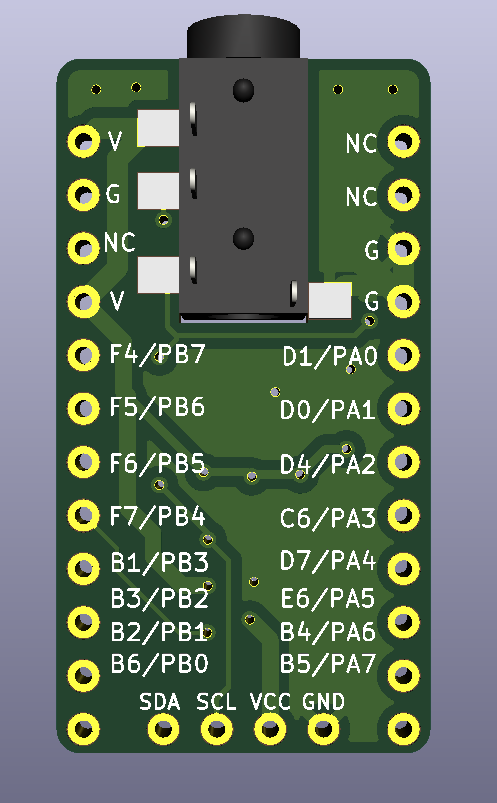 V NC
G NC
NC G
V G
F4/PB7 D1/PA0
F5/PB6 D0/PA1
F6/PB5 D4/PA2
F7/PB4 C6/PA3
B1/PB3 D7/PA4
B3/PB2 E6/PA5
B2/PB1 B4/PA6
B6/PB0 B5/PA7
SDA SCL VCC GND